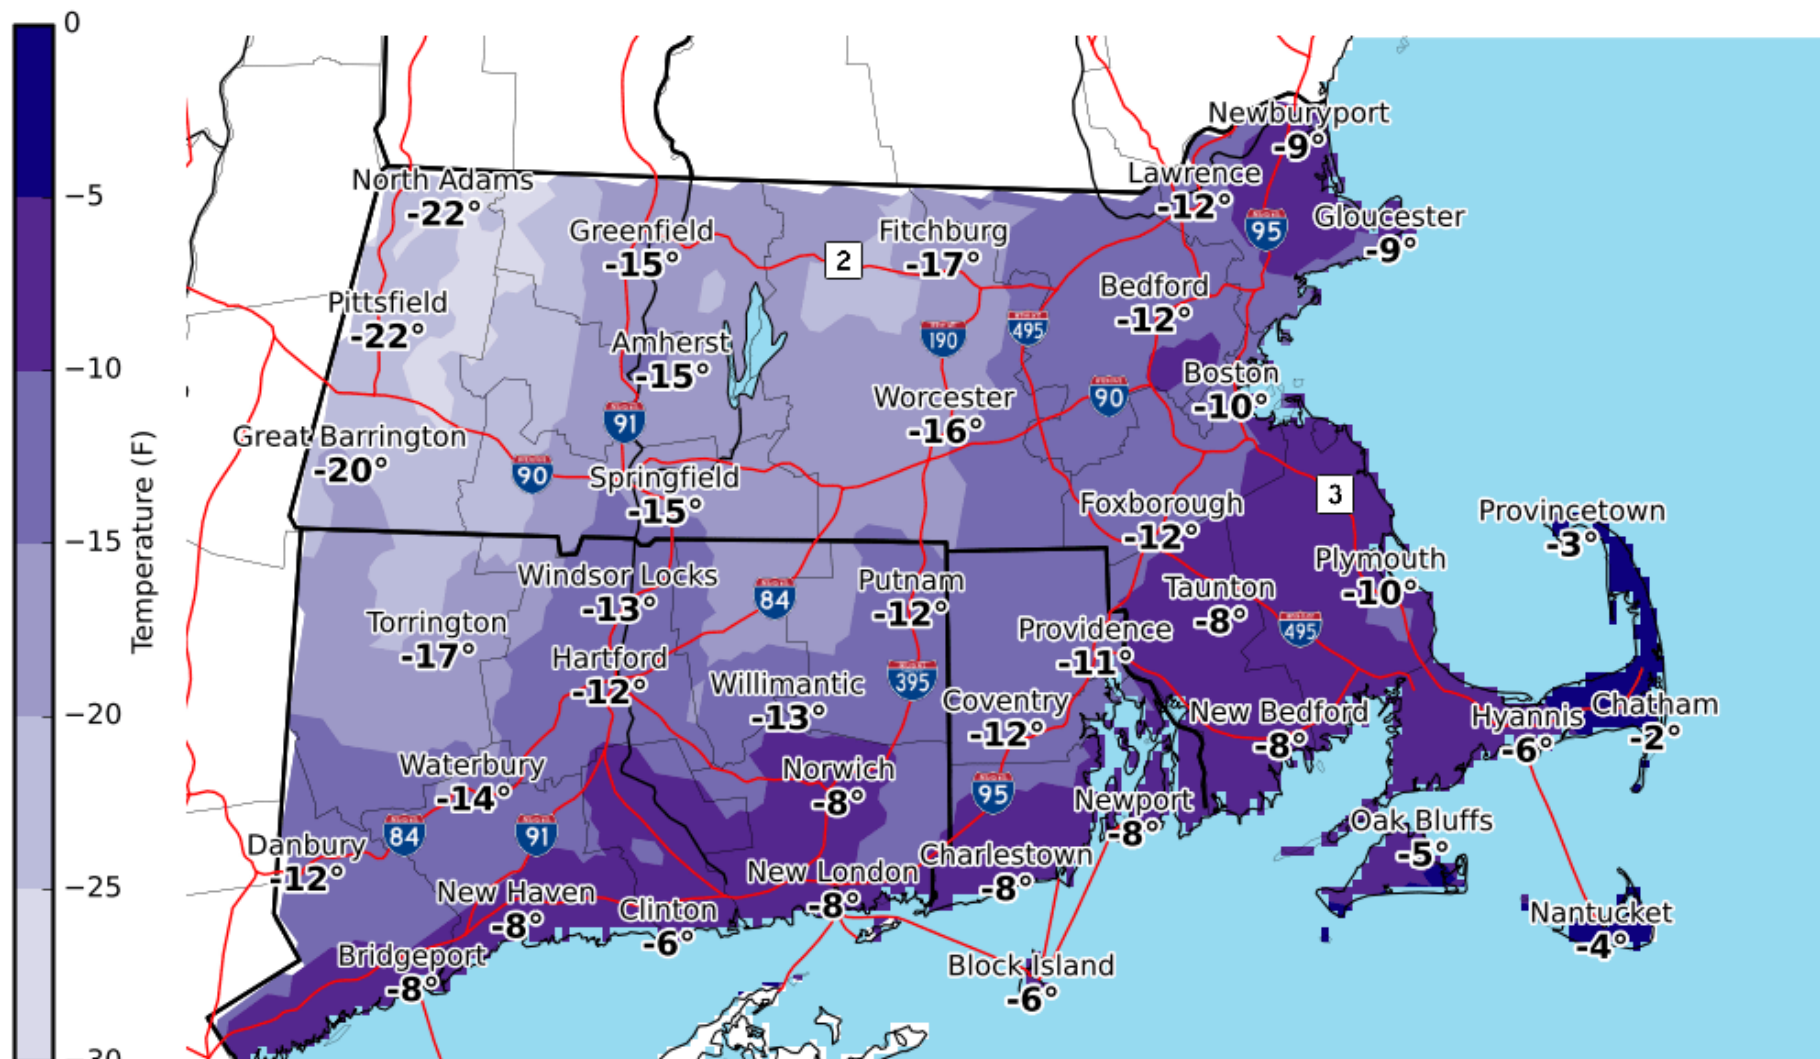 0
−5
−10
−15
−20
−25
−30
Temperature (F)
Newburyport
-9°
North Adams
-22°
Lawrence
-12°
Greenfield
-15°
2
Fitchburg
-17°
95
Gloucester
-9°
Pittsfield
-22°
Amherst
-15°
190
495
Bedford
-12°
Boston
-10°
91
Worcester
-16°
90
Great Barrington
-20°
90
Springfield
-15°
3
Foxborough
-12°
Provincetown
-3°
Windsor Locks
-13°
84
Putnam
-12°
Plymouth
-10°
Taunton
-8°
495
Torrington
-17°
Providence
-11°
Hartford
-12°
Willimantic
-13°
395
Coventry
-12°
New Bedford
-8°
Hyannis
-6°
Chatham
-2°
Waterbury
-14°
Norwich
-8°
95
Newport
-8°
84
91
Danbury
-12°
Oak Bluffs
-5°
New Haven
-8°
Clinton
-6°
New London
-8°
Charlestown
-8°
Nantucket
-4°
Bridgeport
-8°
Block Island
-6°